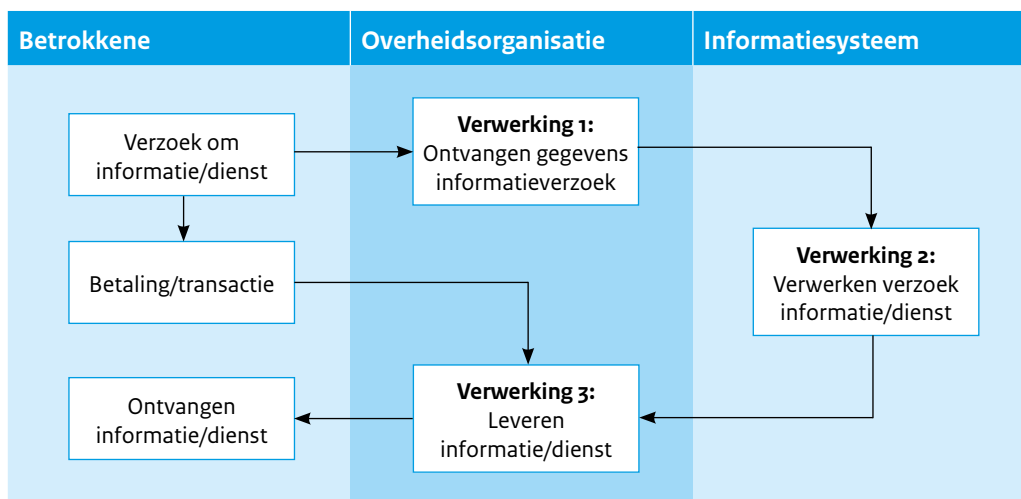 Betrokkene
Overheidsorganisatie
Informatiesysteem
Verzoek om
informatie/dienst
Verwerking 1:
Ontvangen gegevens
informatieverzoek
Betaling/transactie
Verwerking 2:
Verwerken verzoek
informatie/dienst
Ontvangen
informatie/dienst
Verwerking 3:
Leveren
informatie/dienst